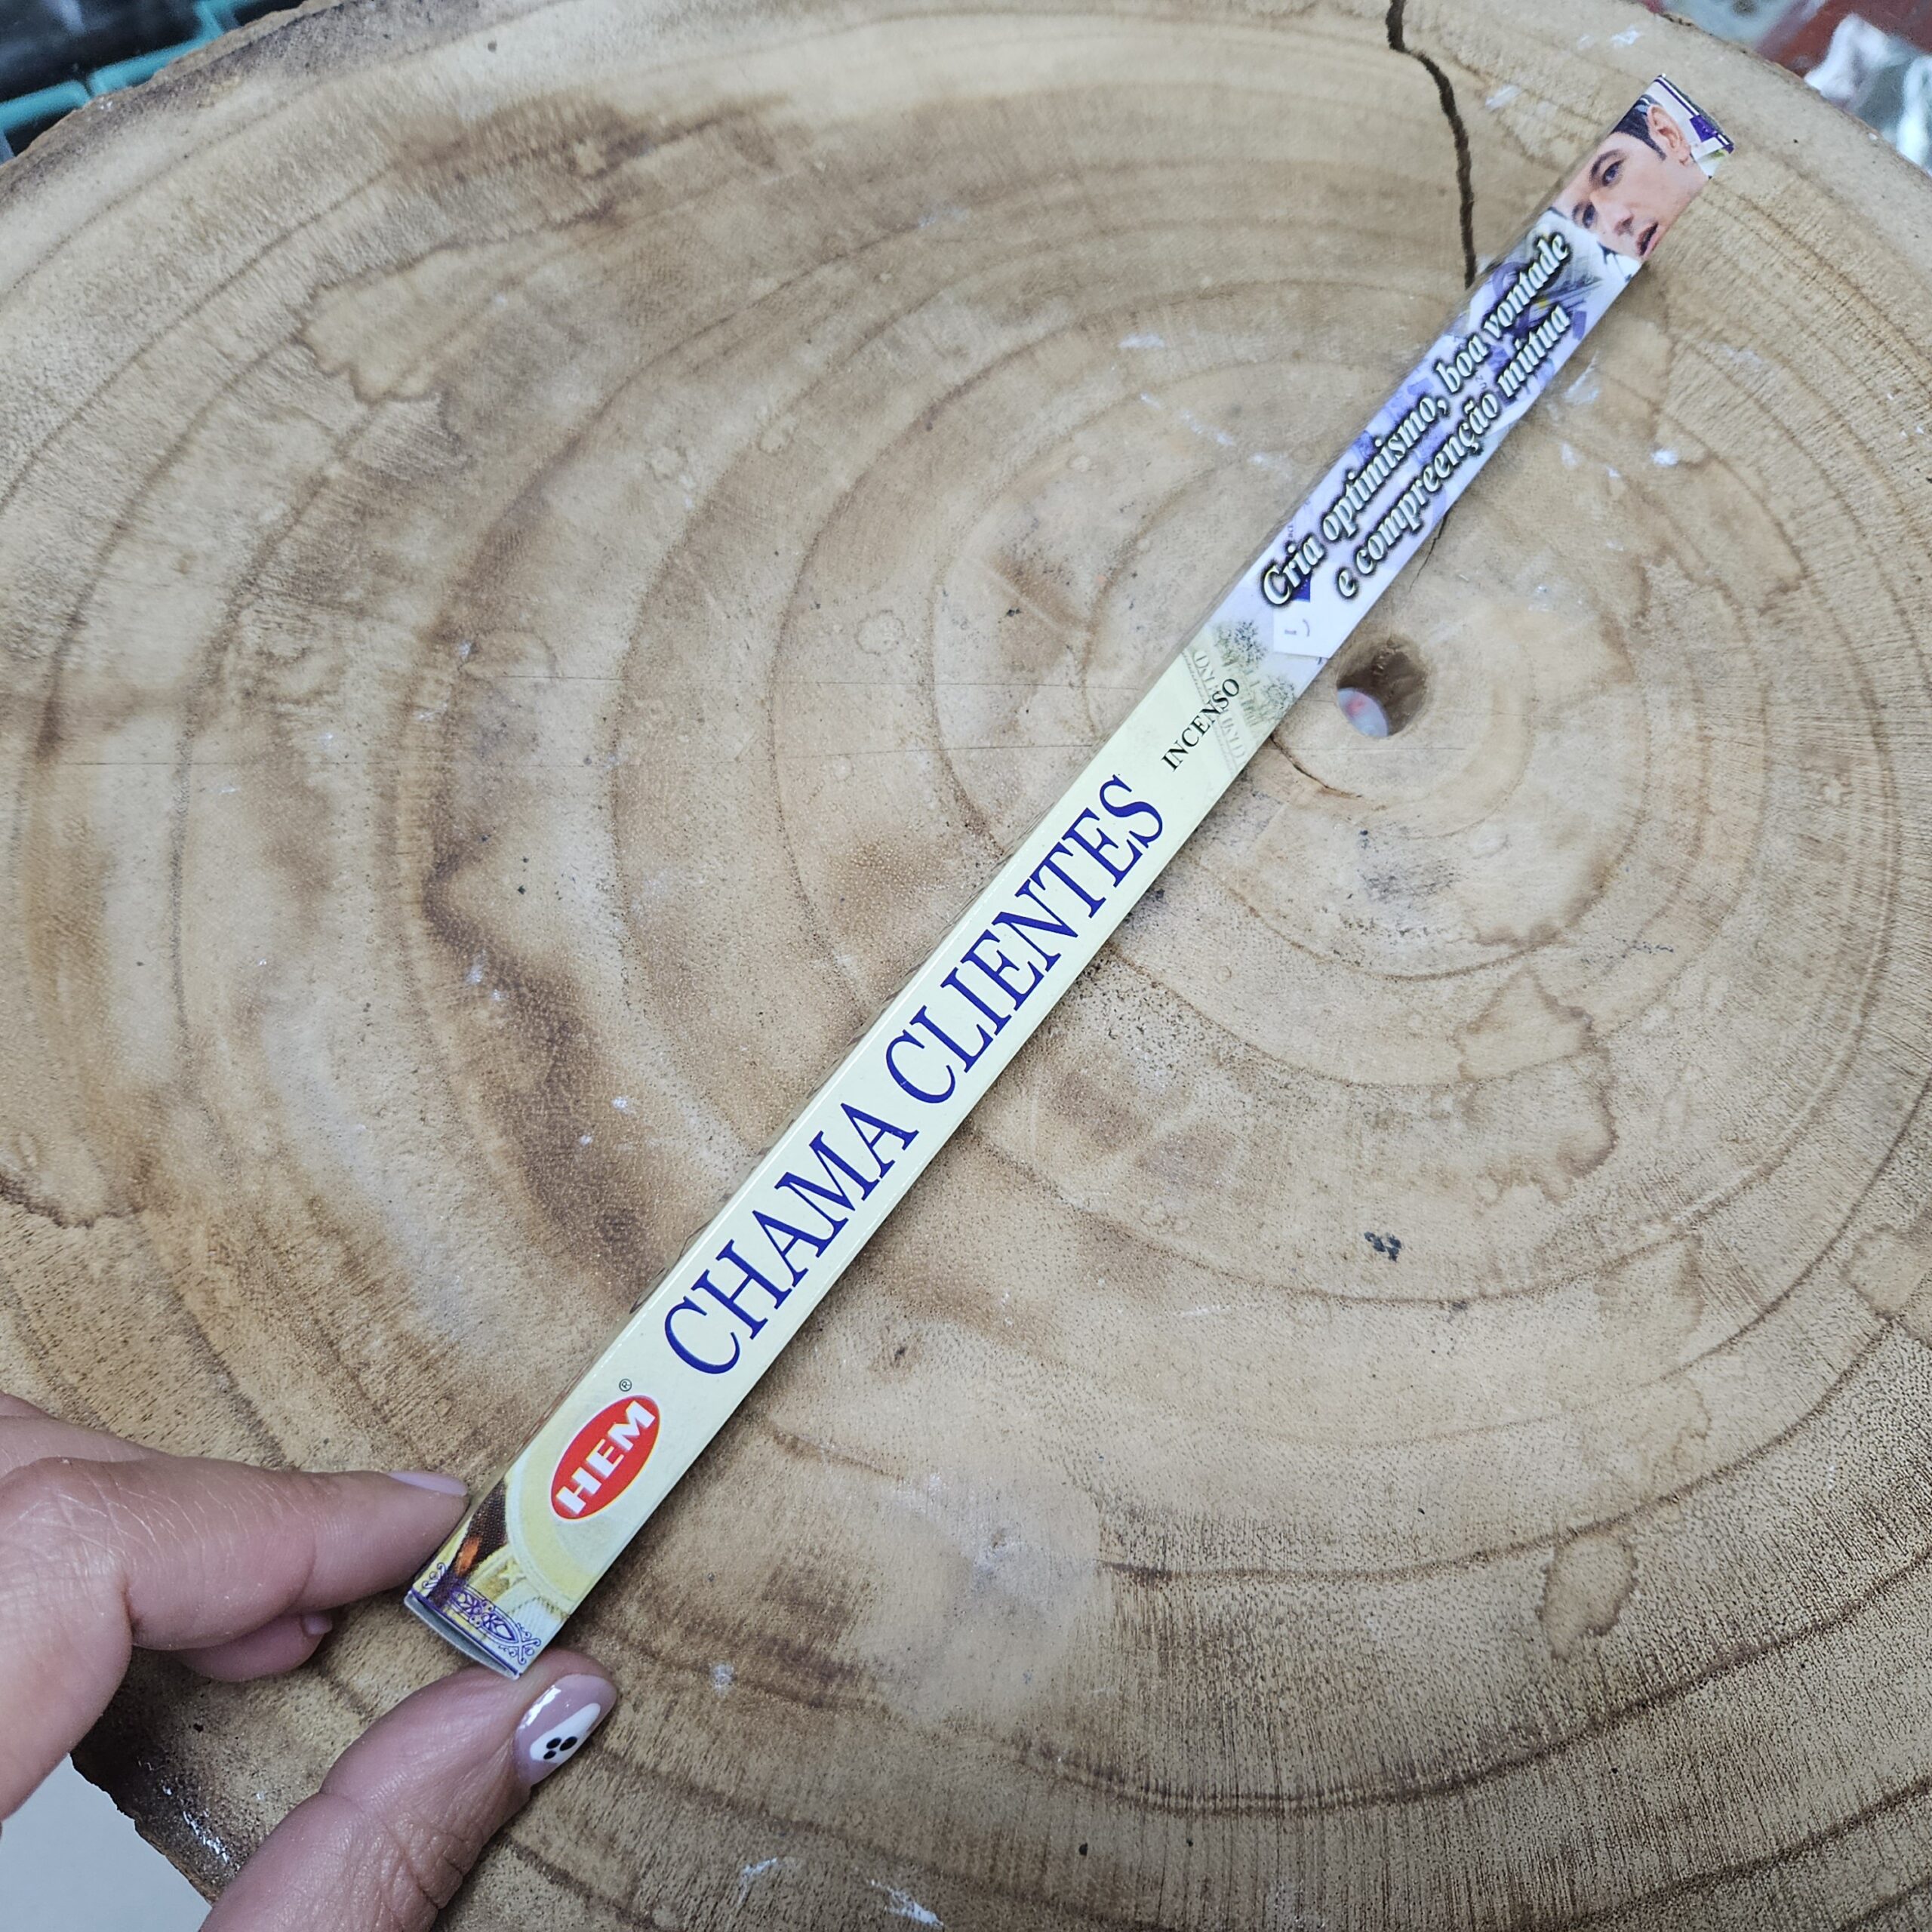 HEM®
CHAMA CLIENTES
INCENSO
Cria optimismo, boa vontade
e compreenção mútua